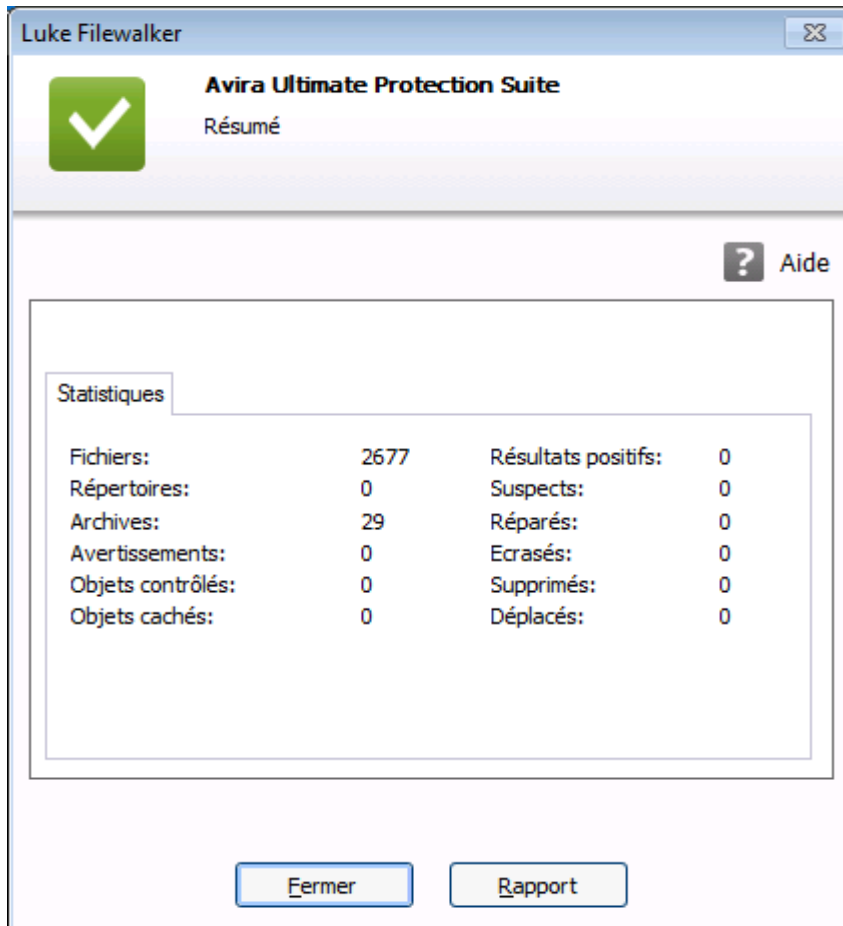 Luke Filewalker
Avira Ultimate Protection Suite
Résumé
? Aide
Statistiques
Fichiers: 2677 Résultats positifs: 0
Répertoires: 0 Suspects: 0
Archives: 29 Réparés: 0
Avertissements: 0 Ecrasés: 0
Objets contrôlés: 0 Supprimés: 0
Objets cachés: 0 Déplacés: 0
Fermer Rapport